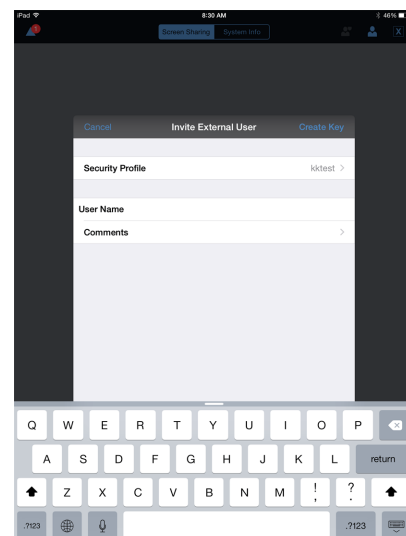 iPad 8:30 AM 46%
1 Screen Sharing System Info X
Cancel Invite External User Create Key
Security Profile kktest >
User Name
Comments >
Q W E R T Y U I O P
A S D F G H J K L return
Z X C V B N M ! , ? .
.?123 .?123